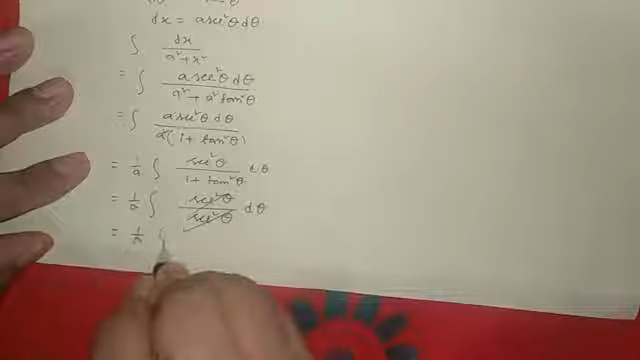 dx = a sec²θ dθ
∫ dx / a² + x²
= ∫ a sec²θ dθ / a² + a² tan²θ
= ∫ a sec²θ dθ / a² (1 + tan²θ)
= 1/a ∫ sec²θ / 1 + tan²θ dθ
= 1/a ∫ sec²θ / sec²θ dθ
= 1/a